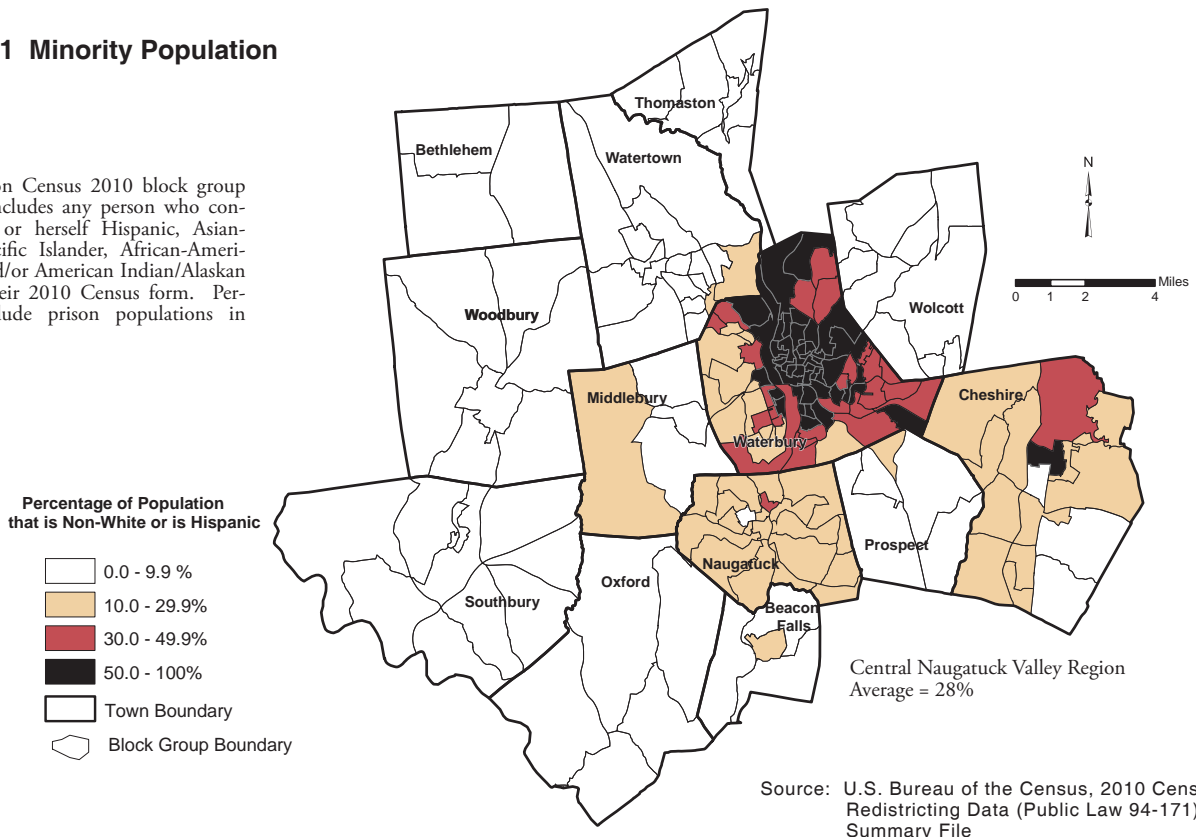 1 Minority Population
on Census 2010 block group
ncludes any person who con-
or herself Hispanic, Asian-
cific Islander, African-Ameri-
d/or American Indian/Alaskan
eir 2010 Census form. Per-
lude prison populations in
Thomaston
Bethlehem
Watertown
N
Miles
0 1 2 4
Woodbury
Wolcott
Middlebury
Cheshire
Waterbury
Percentage of Population
that is Non-White or is Hispanic
0.0 - 9.9 %
10.0 - 29.9%
30.0 - 49.9%
50.0 - 100%
Town Boundary
Block Group Boundary
Prospect
Naugatuck
Oxford
Southbury
Beacon
Falls
Central Naugatuck Valley Region
Average = 28%
Source: U.S. Bureau of the Census, 2010 Cens
Redistricting Data (Public Law 94-171)
Summary File